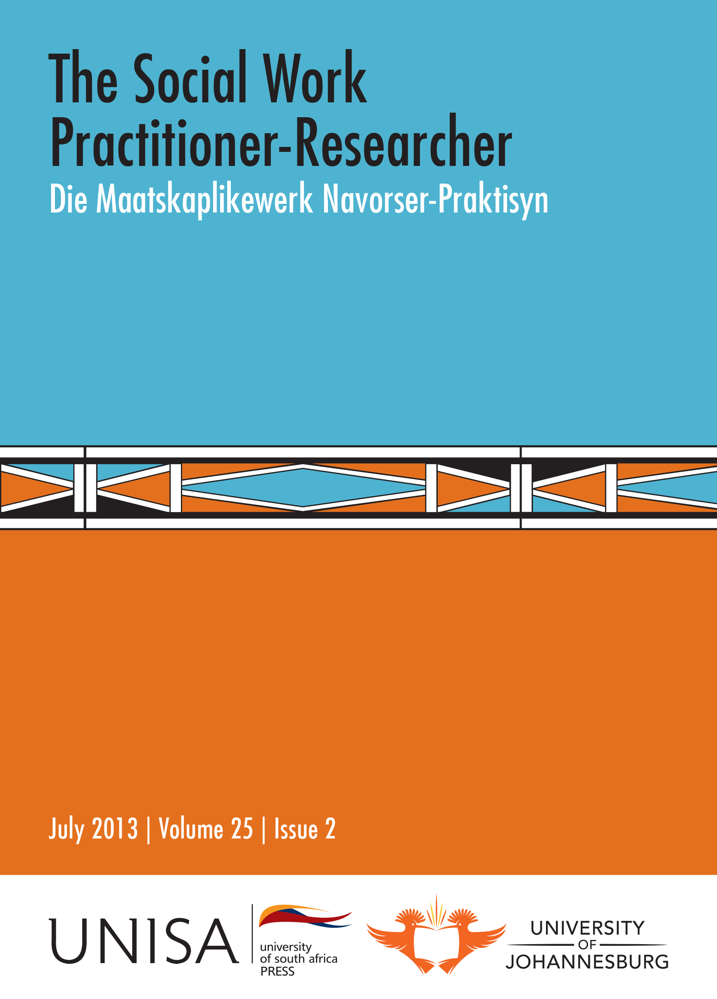 The Social Work
Practitioner-Researcher
Die Maatskaplikewerk Navorser-Praktisyn
July 2013 | Volume 25 | Issue 2
UNISA
university
of south africa
PRESS
UNIVERSITY
OF
JOHANNESBURG